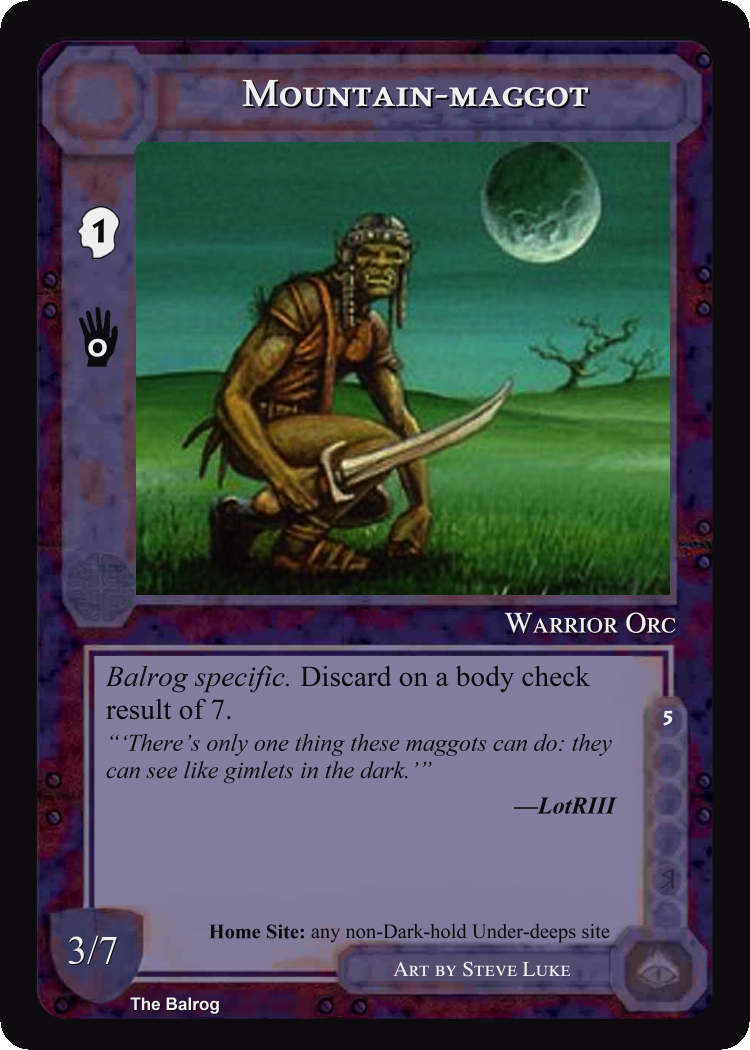 Mountain-maggot
1
0
Warrior Orc
Balrog specific. Discard on a body check
result of 7.
“‘There’s only one thing these maggots can do: they
can see like gimlets in the dark.’”
—LotRIII
5
Home Site: any non-Dark-hold Under-deeps site
3/7
Art by Steve Luke
The Balrog